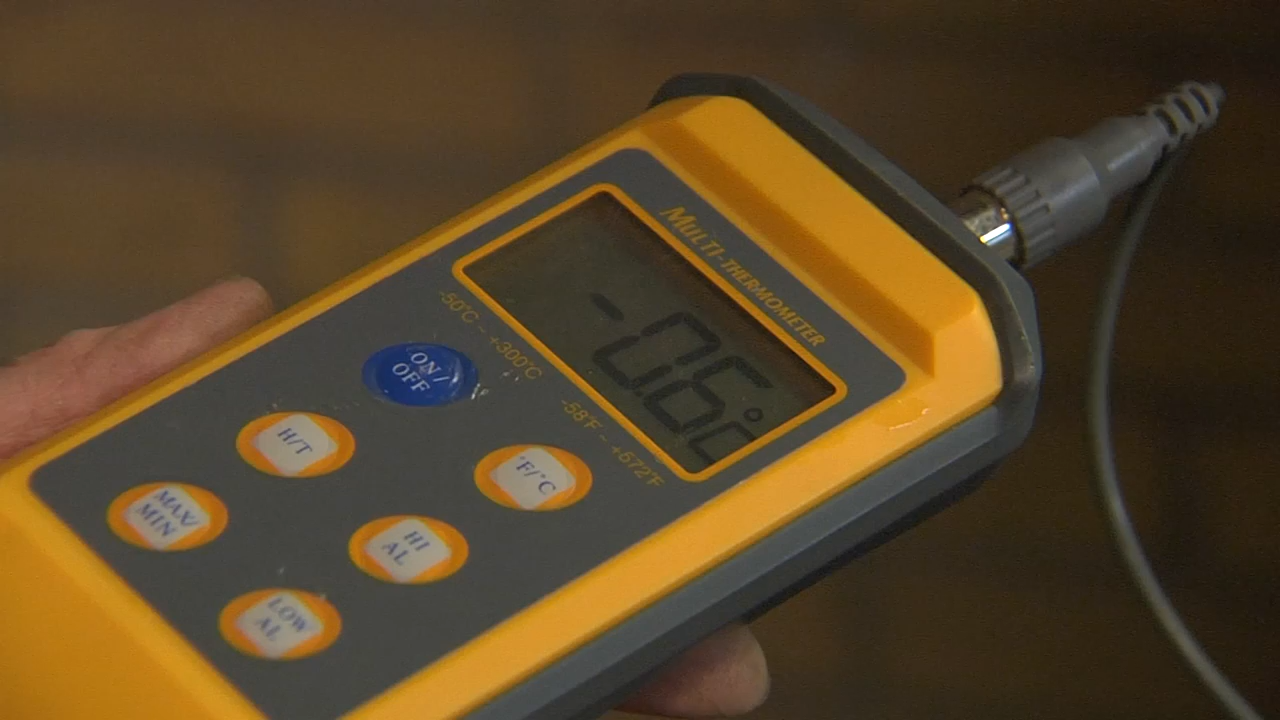 MULTI-THERMOMETER
-0.6°C
-50°C ~ +300°C
-58°F ~ +572°F
ON/
OFF
H/T
°F/°C
MAX/
MIN
HI
AL
LOW
AL